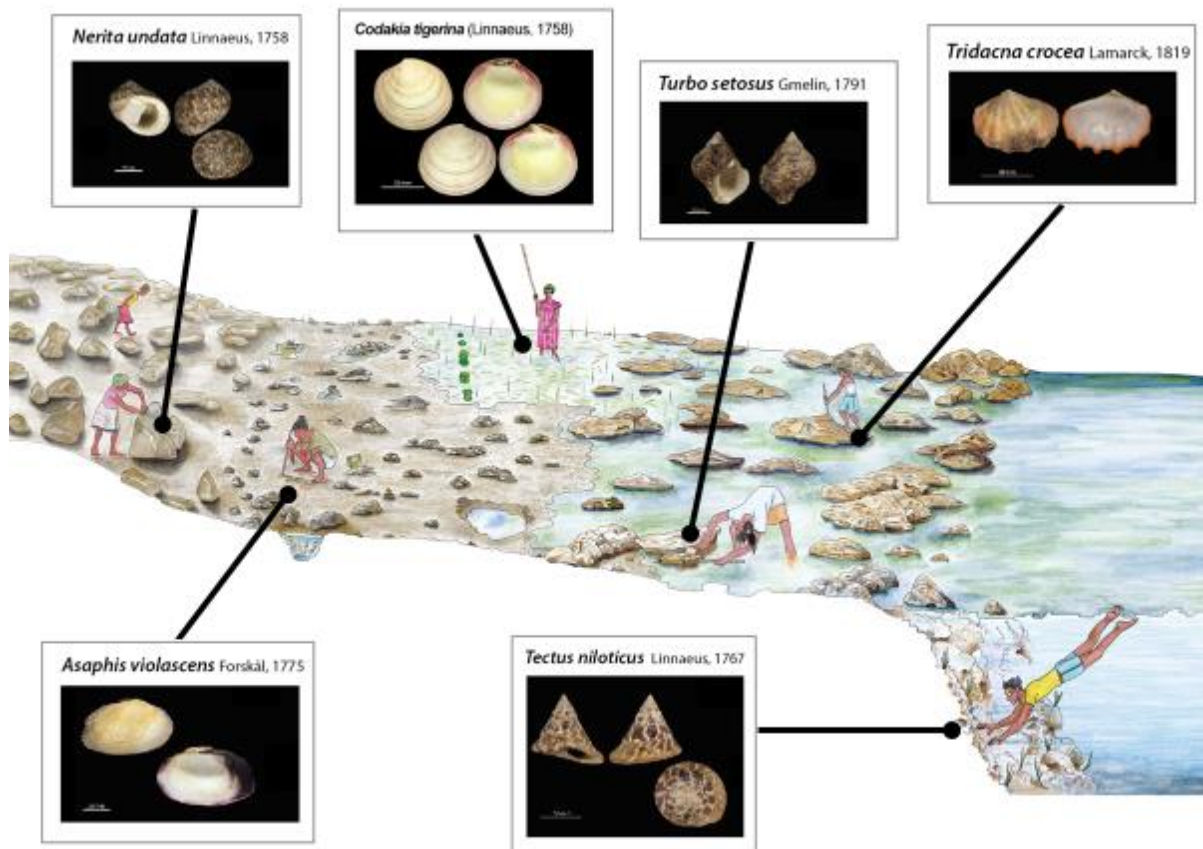 Nerita undata Linnaeus, 1758
Codakia tigerina (Linnaeus, 1758)
Turbo setosus Gmelin, 1791
Tridacna crocea Lamarck, 1819
Asaphis violascens Forskål, 1775
Tectus niloticus Linnaeus, 1767